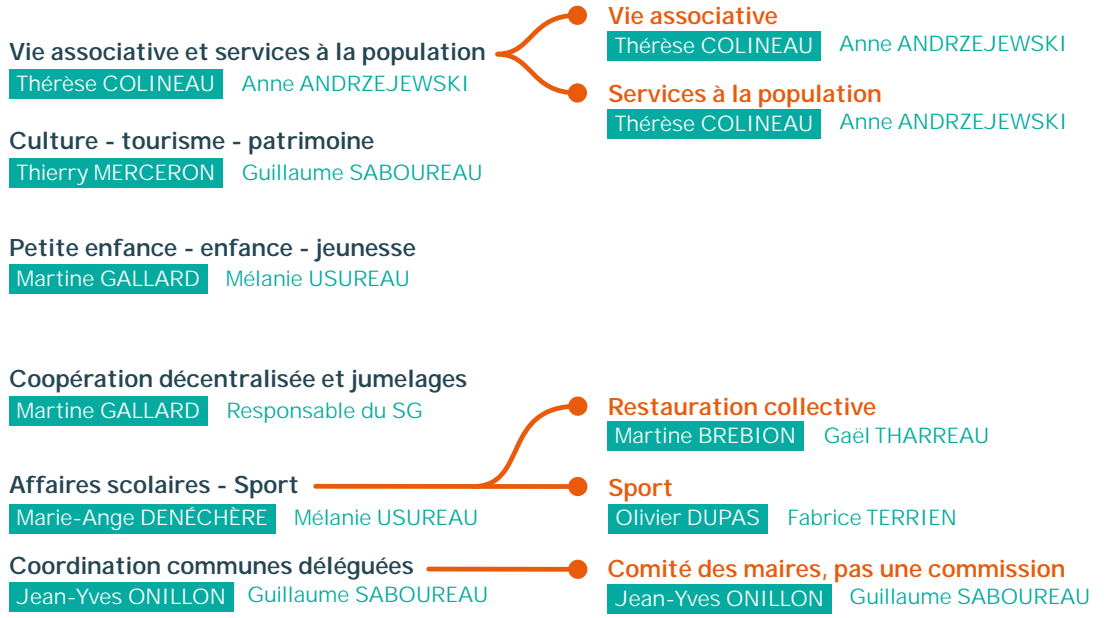 Vie associative et services à la population
Thérèse COLINEAU Anne ANDRZEJEWSKI
Vie associative
Thérèse COLINEAU Anne ANDRZEJEWSKI
Services à la population
Thérèse COLINEAU Anne ANDRZEJEWSKI
Culture - tourisme - patrimoine
Thierry MERCERON Guillaume SABOUREAU
Petite enfance - enfance - jeunesse
Martine GALLARD Mélanie USUREAU
Coopération décentralisée et jumelages
Martine GALLARD Responsable du SG
Affaires scolaires - Sport
Marie-Ange DENÉCHÈRE Mélanie USUREAU
Restauration collective
Martine BREBION Gaël THARREAU
Sport
Olivier DUPAS Fabrice TERRIEN
Coordination communes déléguées
Jean-Yves ONILLON Guillaume SABOUREAU
Comité des maires, pas une commission
Jean-Yves ONILLON Guillaume SABOUREAU